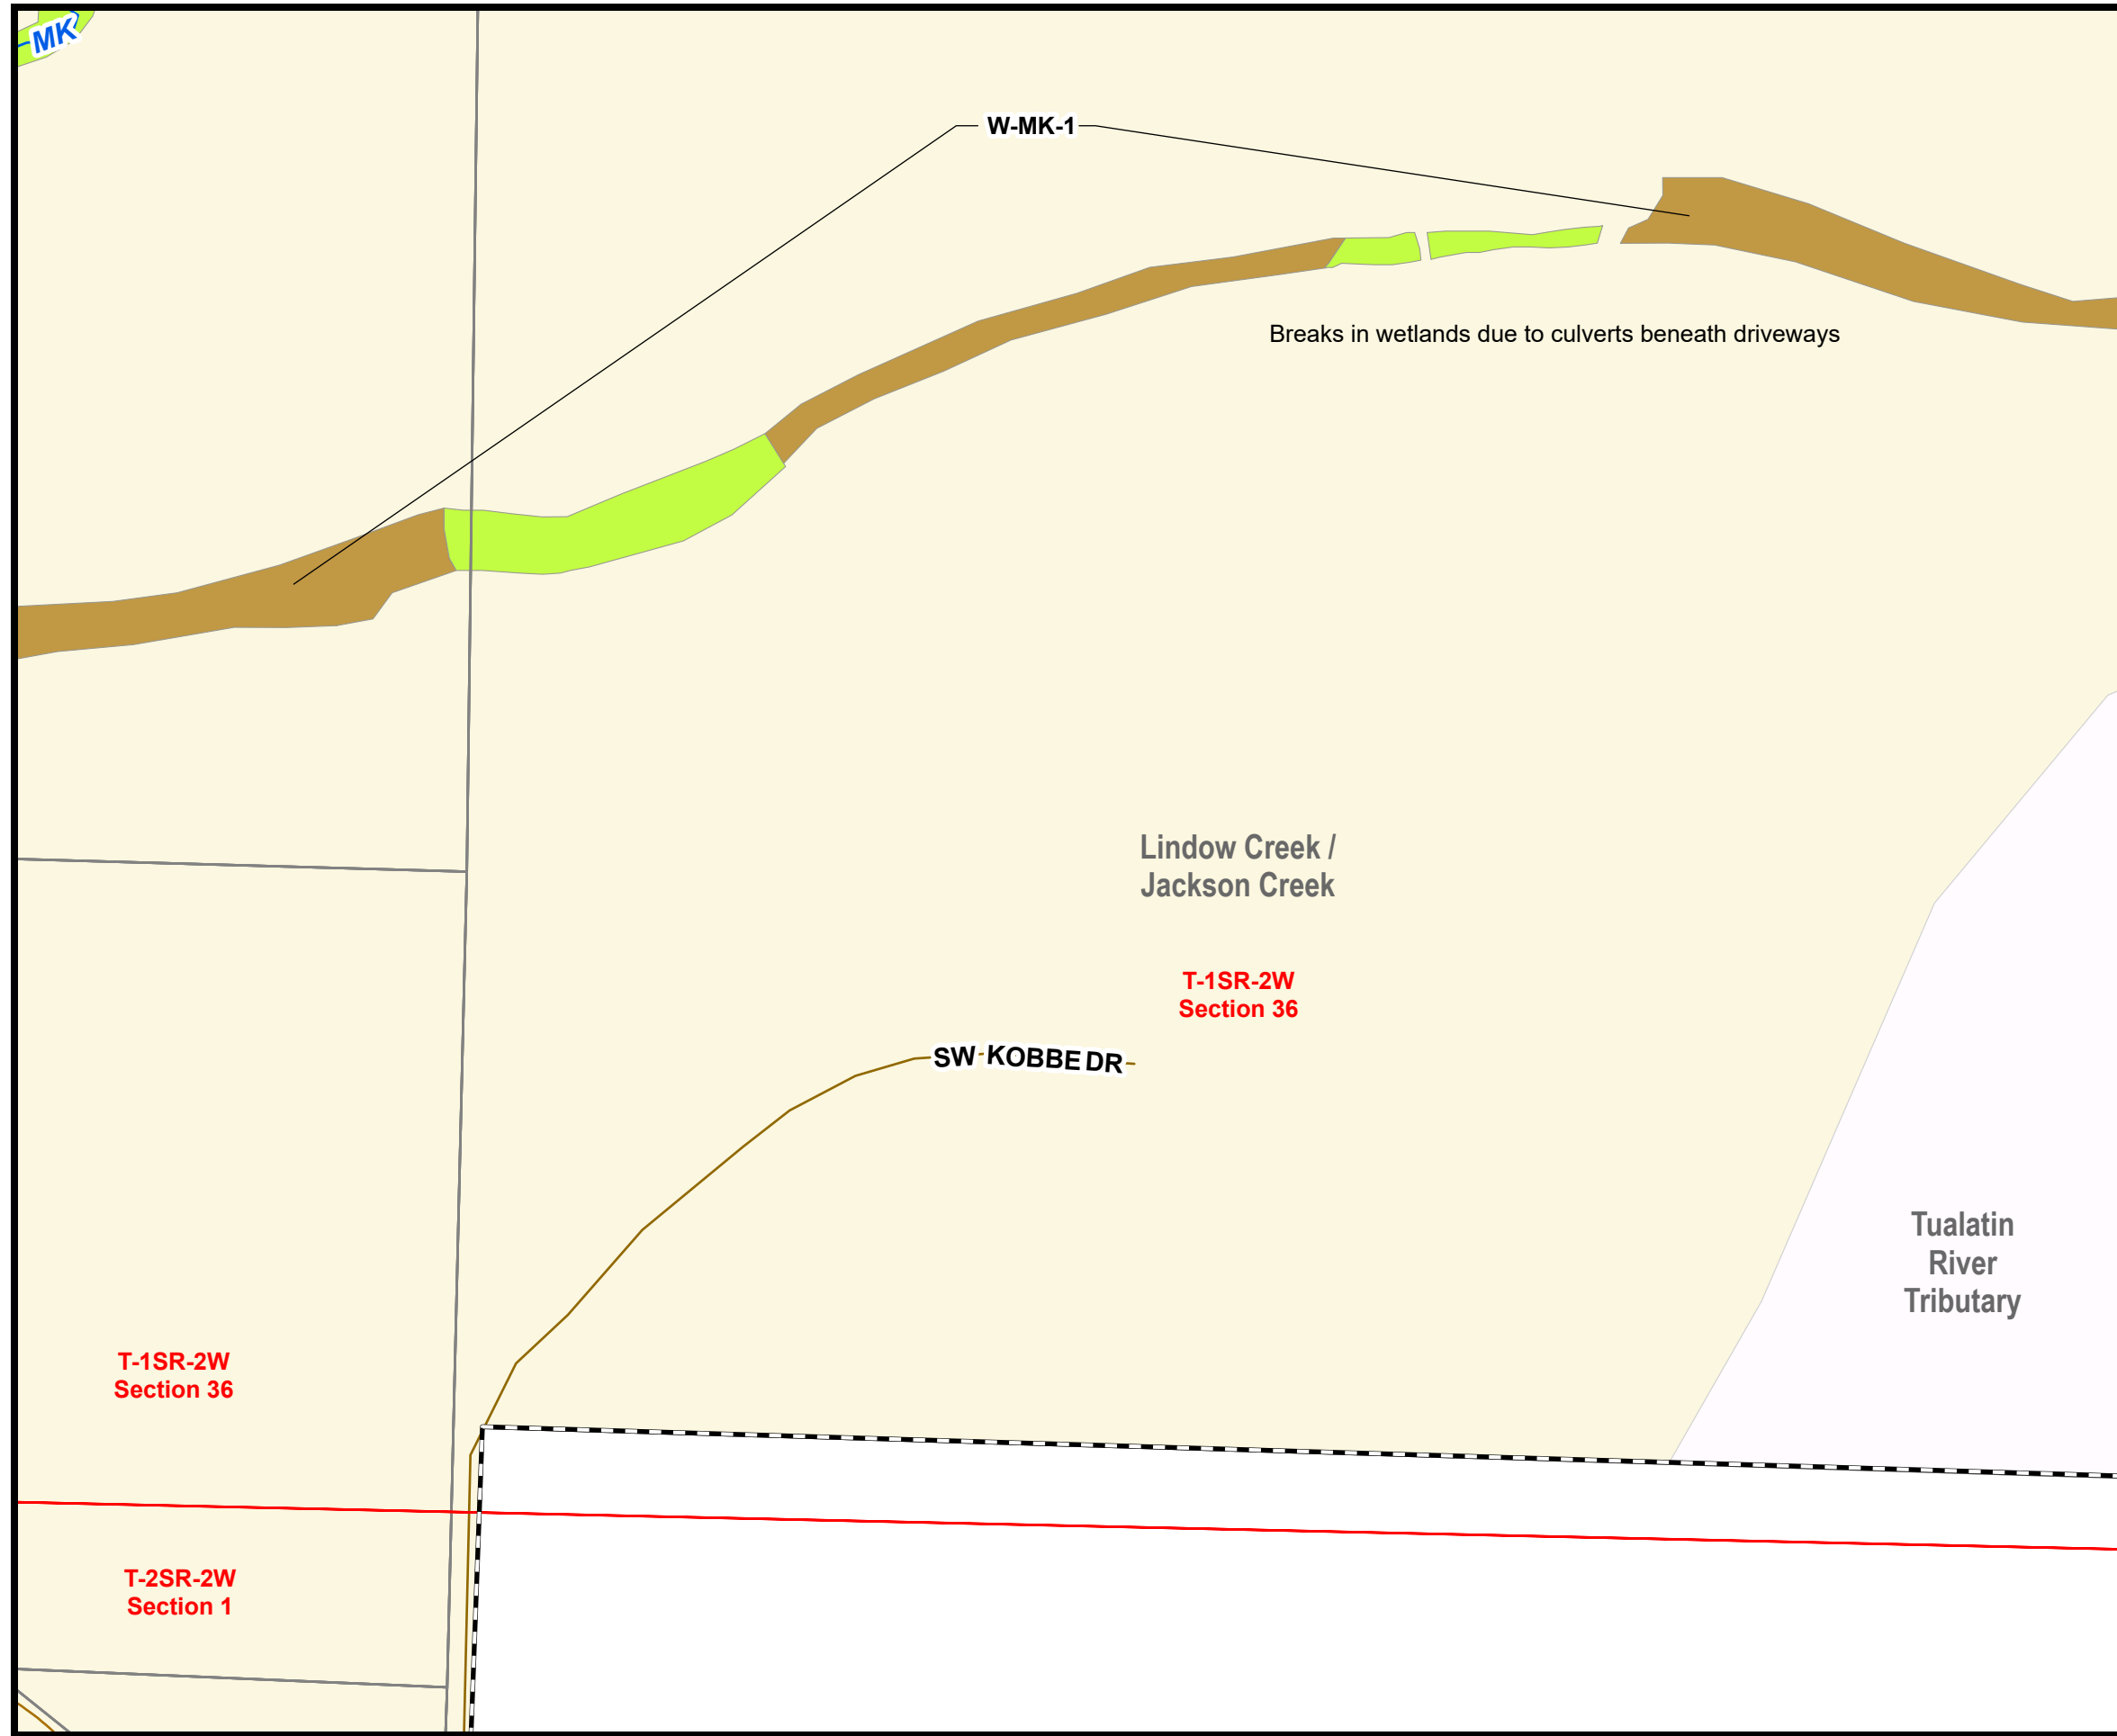 MK
W-MK-1
Breaks in wetlands due to culverts beneath driveways
Lindow Creek /
Jackson Creek
T-1SR-2W
Section 36
SW KOBBE DR
Tualatin
River
Tributary
T-1SR-2W
Section 36
T-2SR-2W
Section 1